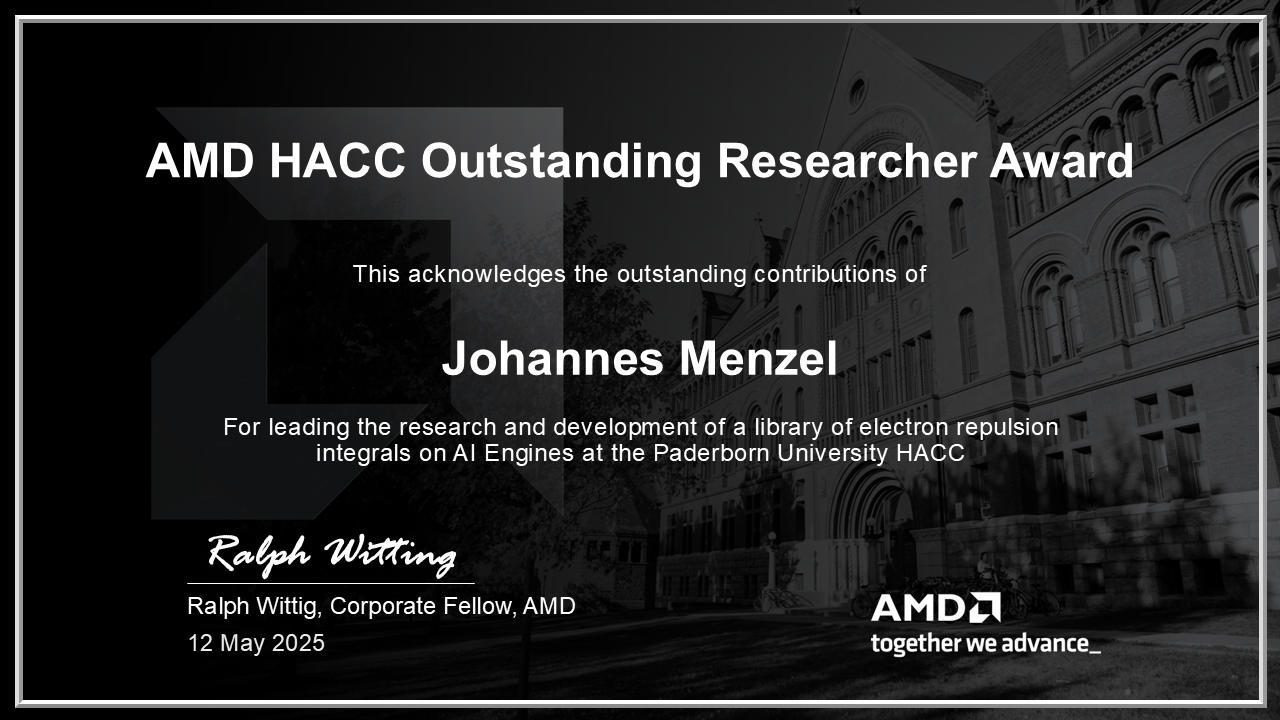 AMD HACC Outstanding Researcher Award
This acknowledges the outstanding contributions of
Johannes Menzel
For leading the research and development of a library of electron repulsion
integrals on AI Engines at the Paderborn University HACC
Ralph Witting
Ralph Wittig, Corporate Fellow, AMD
12 May 2025
AMD
together we advance_